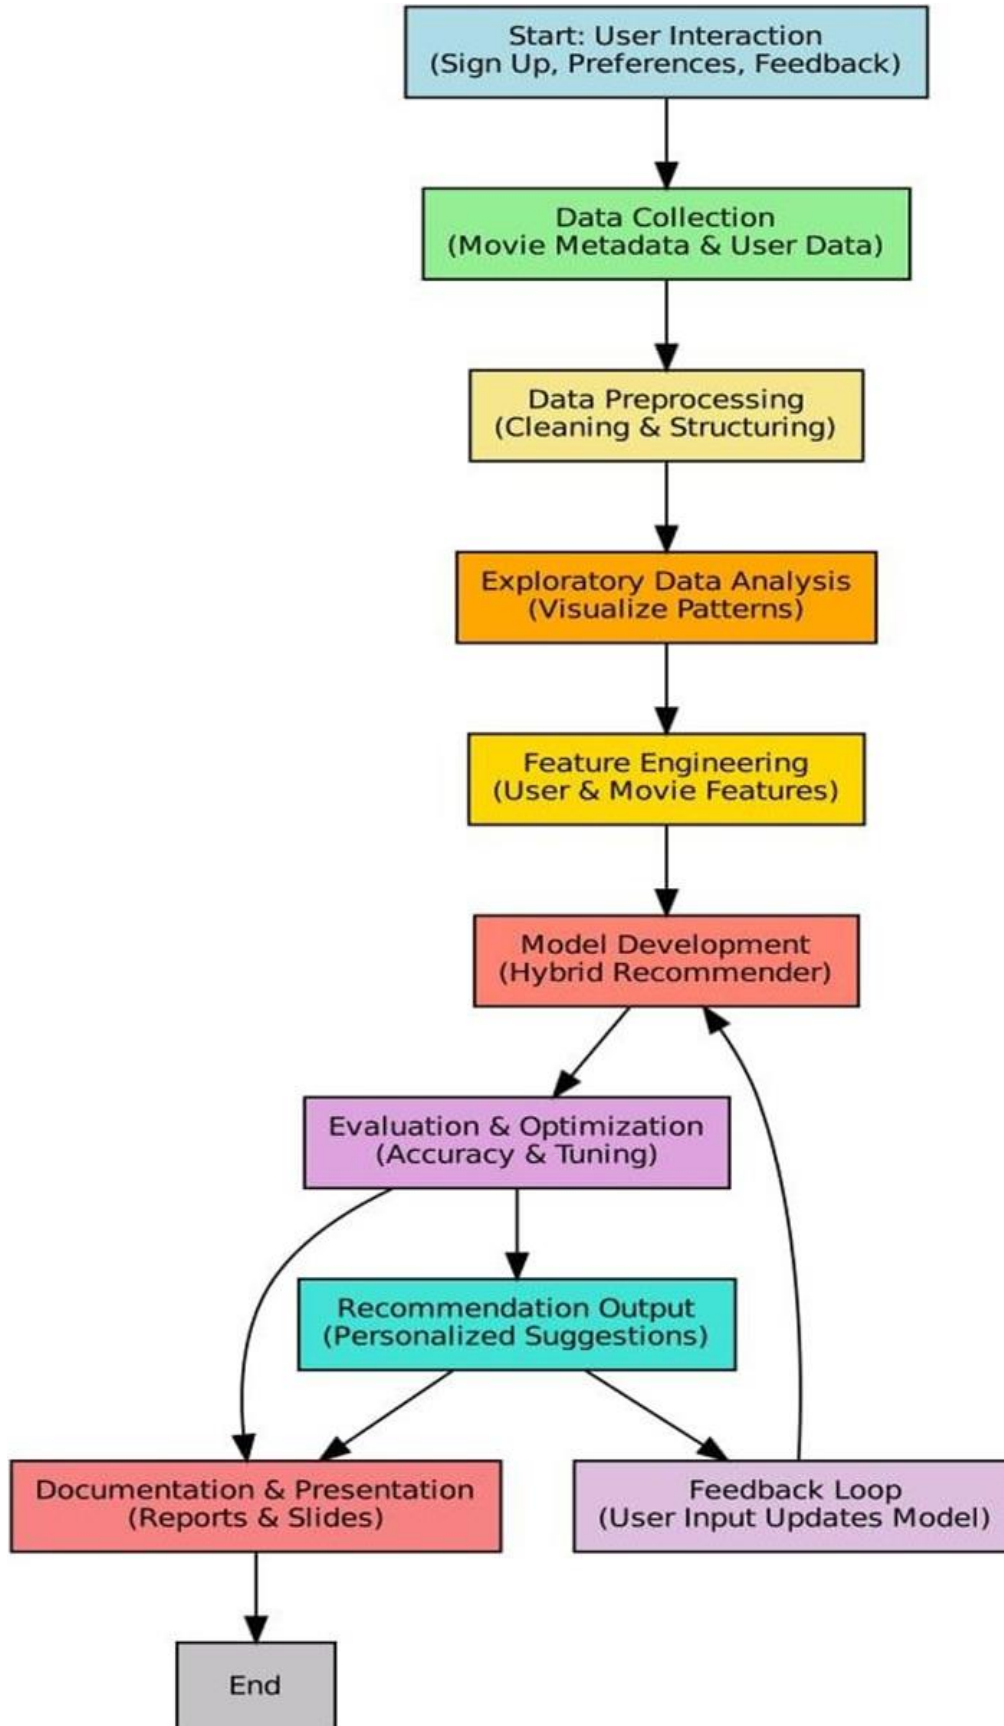 Start: User Interaction
(Sign Up, Preferences, Feedback)
Data Collection
(Movie Metadata & User Data)
Data Preprocessing
(Cleaning & Structuring)
Exploratory Data Analysis
(Visualize Patterns)
Feature Engineering
(User & Movie Features)
Model Development
(Hybrid Recommender)
Evaluation & Optimization
(Accuracy & Tuning)
Recommendation Output
(Personalized Suggestions)
Documentation & Presentation
(Reports & Slides)
Feedback Loop
(User Input Updates Model)
End